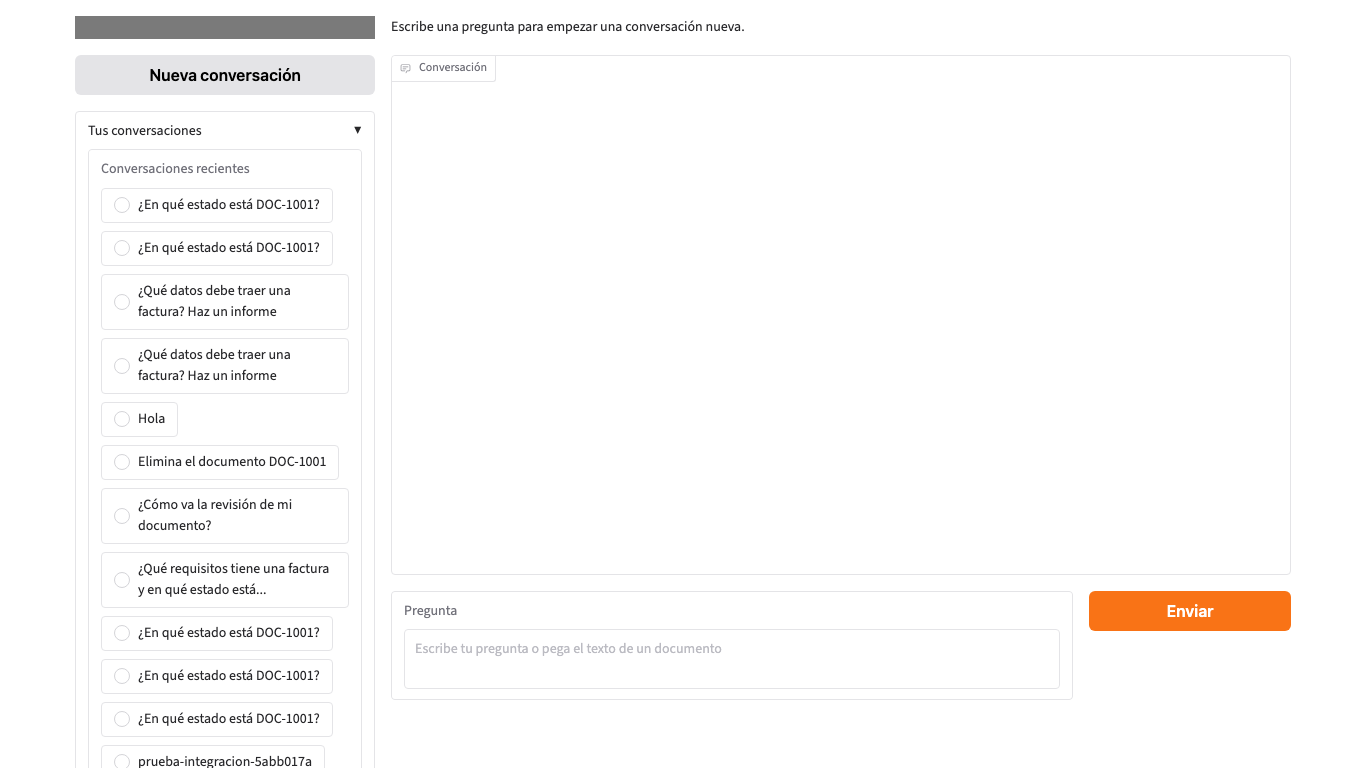 Escribe una pregunta para empezar una conversación nueva.
Nueva conversación
Tus conversaciones
Conversaciones recientes
¿En qué estado está DOC-1001?
¿En qué estado está DOC-1001?
¿Qué datos debe traer una
factura? Haz un informe
¿Qué datos debe traer una
factura? Haz un informe
Hola
Elimina el documento DOC-1001
¿Cómo va la revisión de mi
documento?
¿Qué requisitos tiene una factura
y en qué estado está...
¿En qué estado está DOC-1001?
¿En qué estado está DOC-1001?
¿En qué estado está DOC-1001?
prueba-integracion-5abb017a
Conversación
Pregunta
Escribe tu pregunta o pega el texto de un documento
Enviar